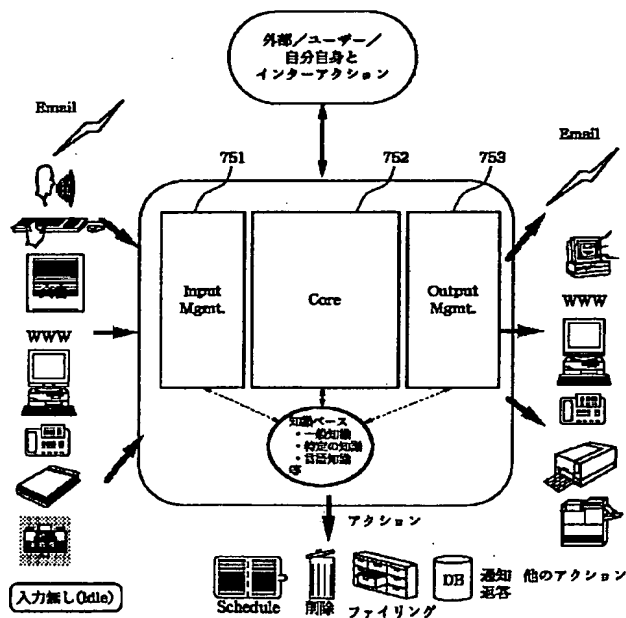 外部／ユーザー／
自分自身と
インターアクション
Email
Email
751
752
753
Input
Mgmt.
Core
Output
Mgmt.
WWW
WWW
知識ベース
・一般知識
・特定の知識
・言語知識
等
アクション
入力無し(Idle)
Schedule
削除
ファイリング
DB
通知
返答
他のアクション